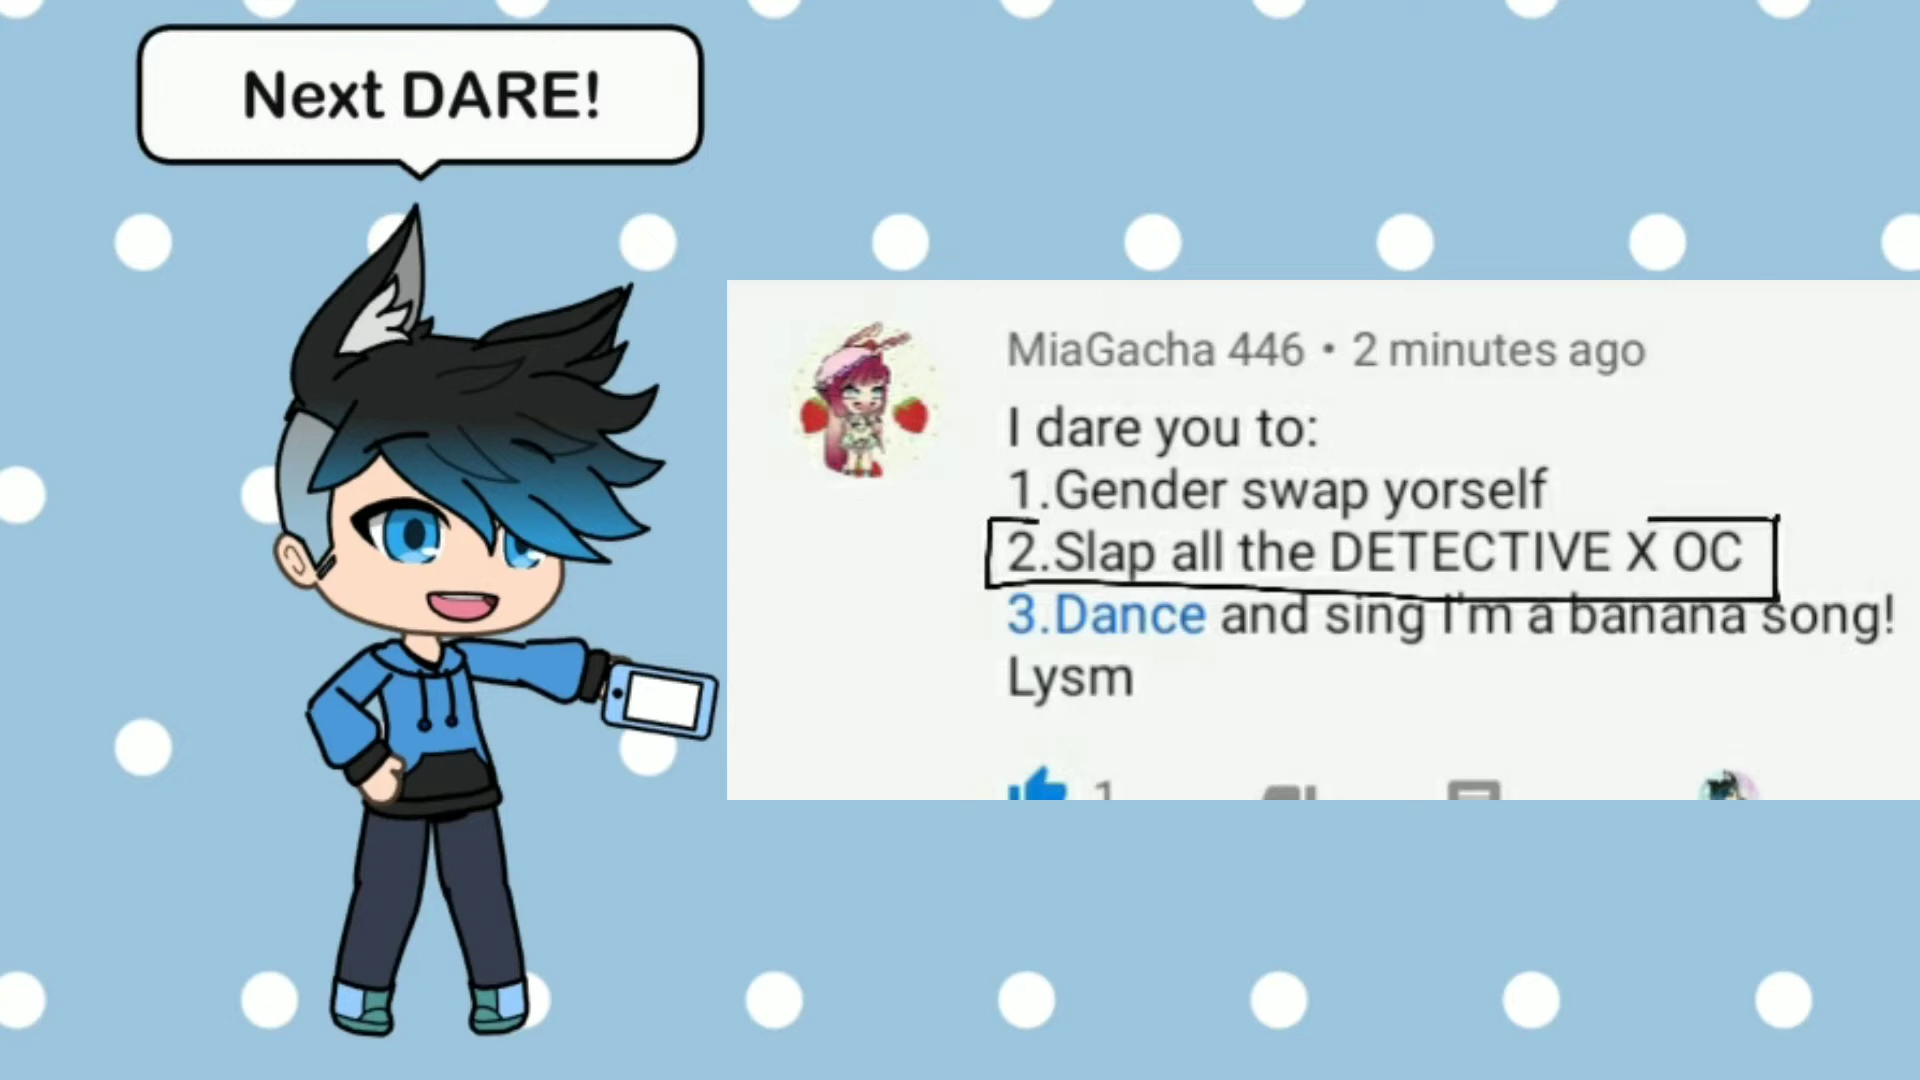 Next DARE!
MiaGacha 446 • 2 minutes ago
I dare you to:
1.Gender swap yorself
2.Slap all the DETECTIVE X OC
3.Dance and sing I'm a banana song!
Lysm
1